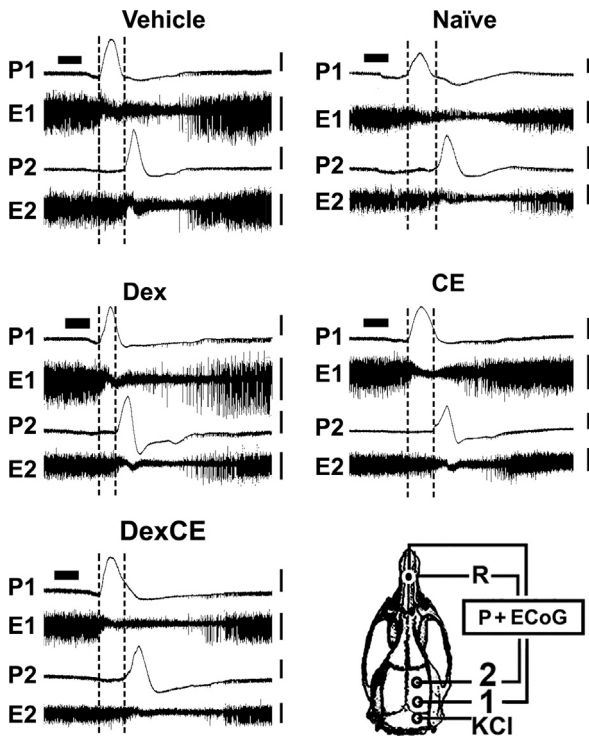 Vehicle
P1
E1
P2
E2
Naïve
P1
E1
P2
E2
Dex
P1
E1
P2
E2
CE
P1
E1
P2
E2
DexCE
P1
E1
P2
E2
R
P + ECoG
2
1
KCl